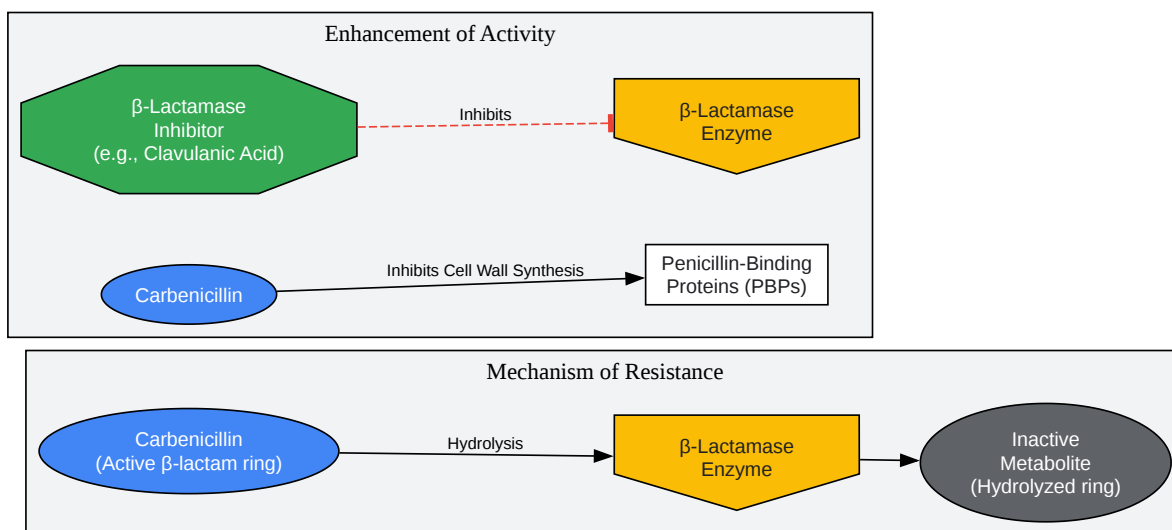 Enhancement of Activity
β-Lactamase
Inhibitor
(e.g., Clavulanic Acid)
Inhibits
β-Lactamase
Enzyme
Carbenicillin
Inhibits Cell Wall Synthesis
Penicillin-Binding
Proteins (PBPs)
Mechanism of Resistance
Carbenicillin
(Active β-lactam ring)
Hydrolysis
β-Lactamase
Enzyme
Inactive
Metabolite
(Hydrolyzed ring)